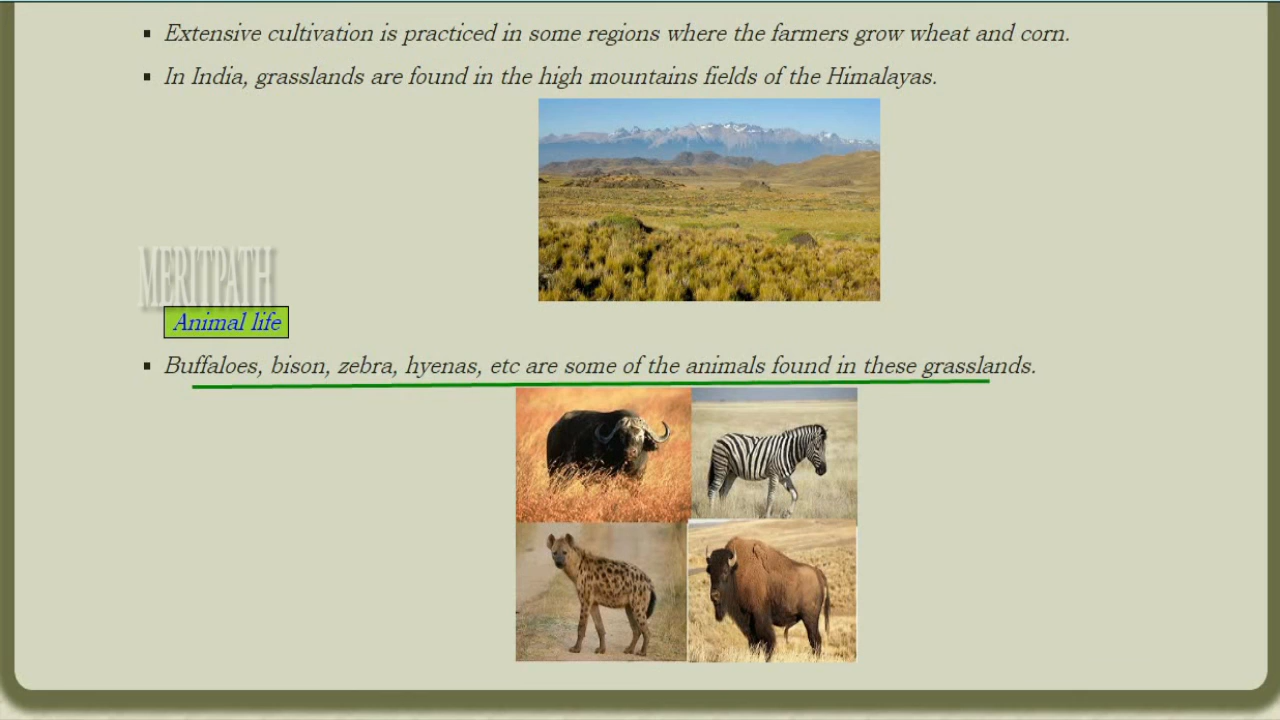 Extensive cultivation is practiced in some regions where the farmers grow wheat and corn.
In India, grasslands are found in the high mountains fields of the Himalayas.
MERITPATH
Animal life
Buffaloes, bison, zebra, hyenas, etc are some of the animals found in these grasslands.